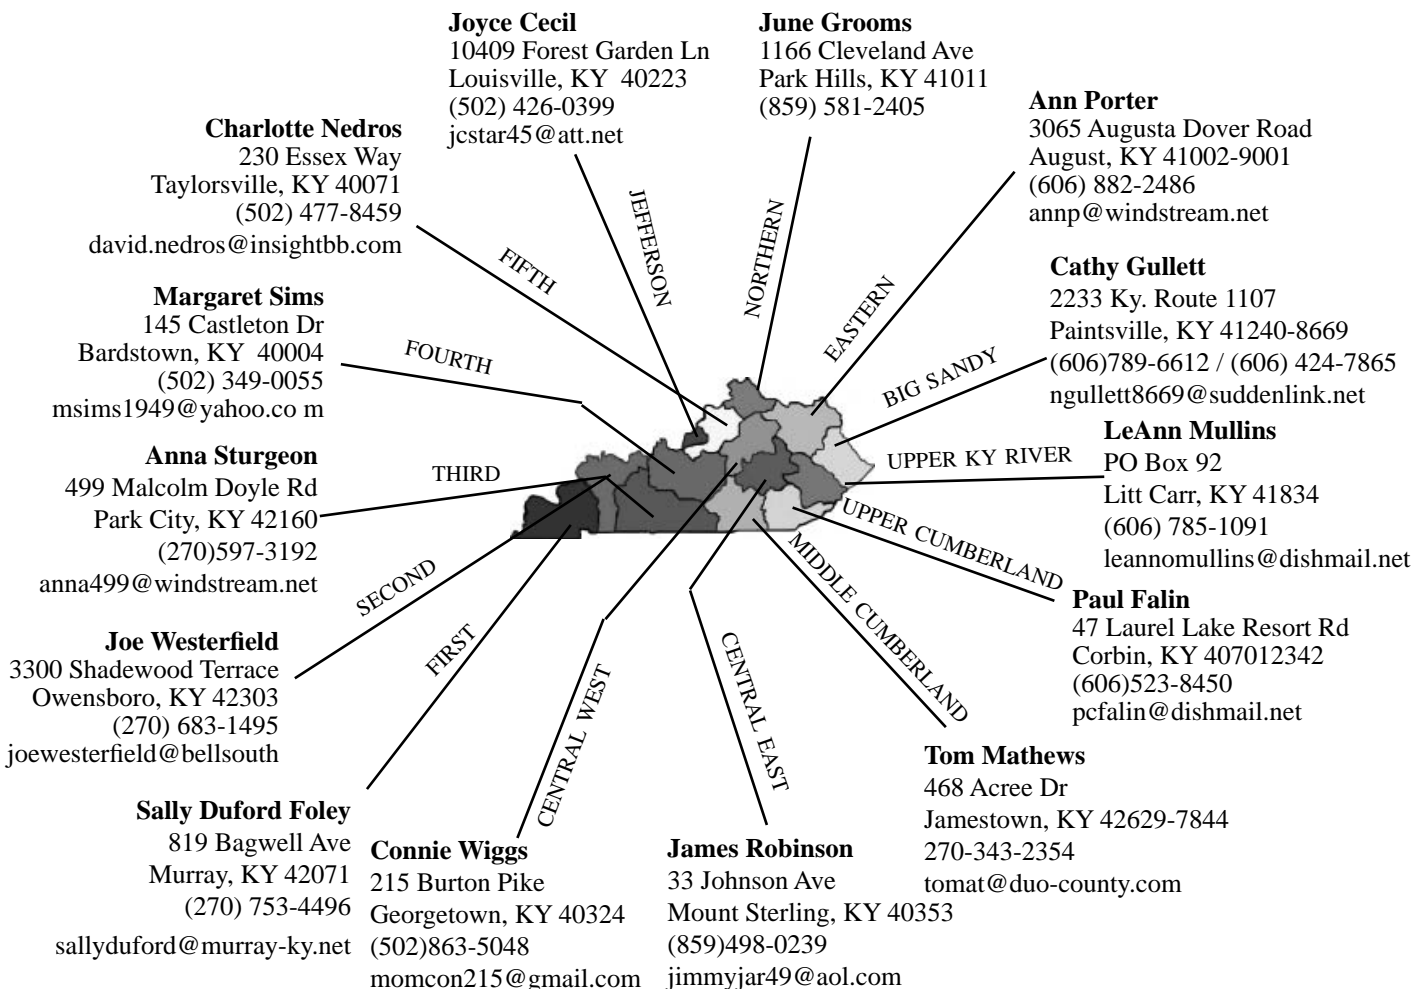 Joyce Cecil
10409 Forest Garden Ln
Louisville, KY  40223
(502) 426-0399
jcstar45@att.net
June Grooms
1166 Cleveland Ave
Park Hills, KY 41011
(859) 581-2405
Ann Porter
3065 Augusta Dover Road
August, KY 41002-9001
(606) 882-2486
annp@windstream.net
Charlotte Nedros
230 Essex Way
Taylorsville, KY 40071
(502) 477-8459
david.nedros@insightbb.com
JEFFERSON
NORTHERN
FIFTH
EASTERN
Cathy Gullett
2233 Ky. Route 1107
Paintsville, KY 41240-8669
(606)789-6612 / (606) 424-7865
ngullett8669@suddenlink.net
Margaret Sims
145 Castleton Dr
Bardstown, KY  40004
(502) 349-0055
msims1949@yahoo.co m
FOURTH
BIG SANDY
LeAnn Mullins
PO Box 92
Litt Carr, KY 41834
(606) 785-1091
leannomullins@dishmail.net
Anna Sturgeon
499 Malcolm Doyle Rd
Park City, KY 42160
(270)597-3192
anna499@windstream.net
THIRD
UPPER KY RIVER
UPPER CUMBERLAND
MIDDLE CUMBERLAND
SECOND
FIRST
CENTRAL WEST
CENTRAL EAST
Paul Falin
47 Laurel Lake Resort Rd
Corbin, KY 407012342
(606)523-8450
pcfalin@dishmail.net
Joe Westerfield
3300 Shadewood Terrace
Owensboro, KY 42303
(270) 683-1495
joewesterfield@bellsouth
Tom Mathews
468 Acree Dr
Jamestown, KY 42629-7844
270-343-2354
tomat@duo-county.com
Sally Duford Foley
819 Bagwell Ave
Murray, KY 42071
(270) 753-4496
sallyduford@murray-ky.net
Connie Wiggs
215 Burton Pike
Georgetown, KY 40324
(502)863-5048
momcon215@gmail.com
James Robinson
33 Johnson Ave
Mount Sterling, KY 40353
(859)498-0239
jimmyjar49@aol.com